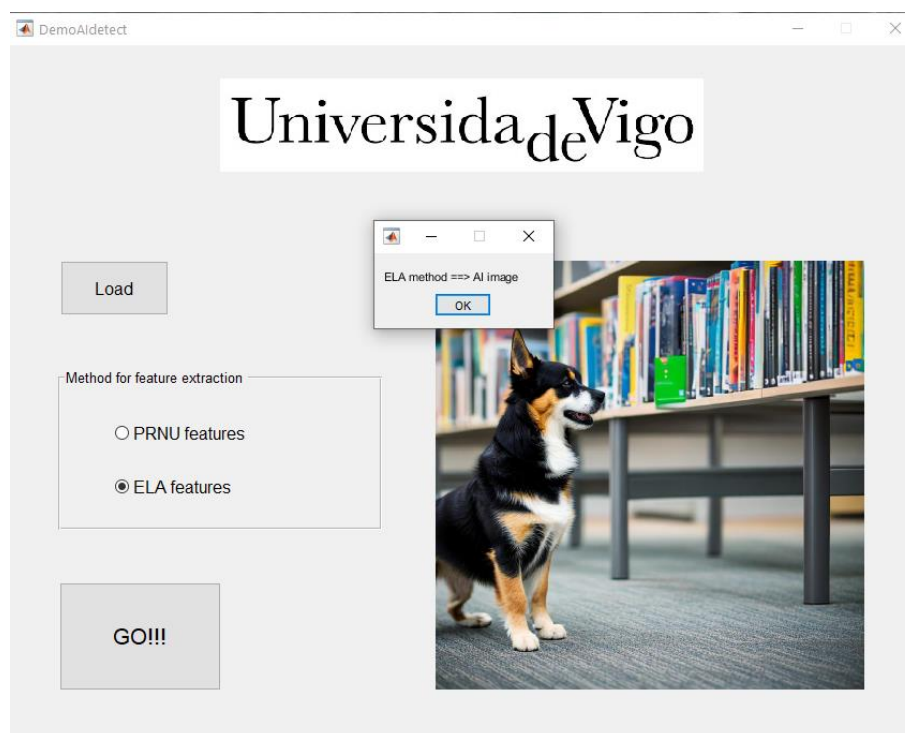 DemoAIdetect
UniversidadeVigo
ELA method ==> AI image
OK
Load
Method for feature extraction
PRNU features
ELA features
GO!!!